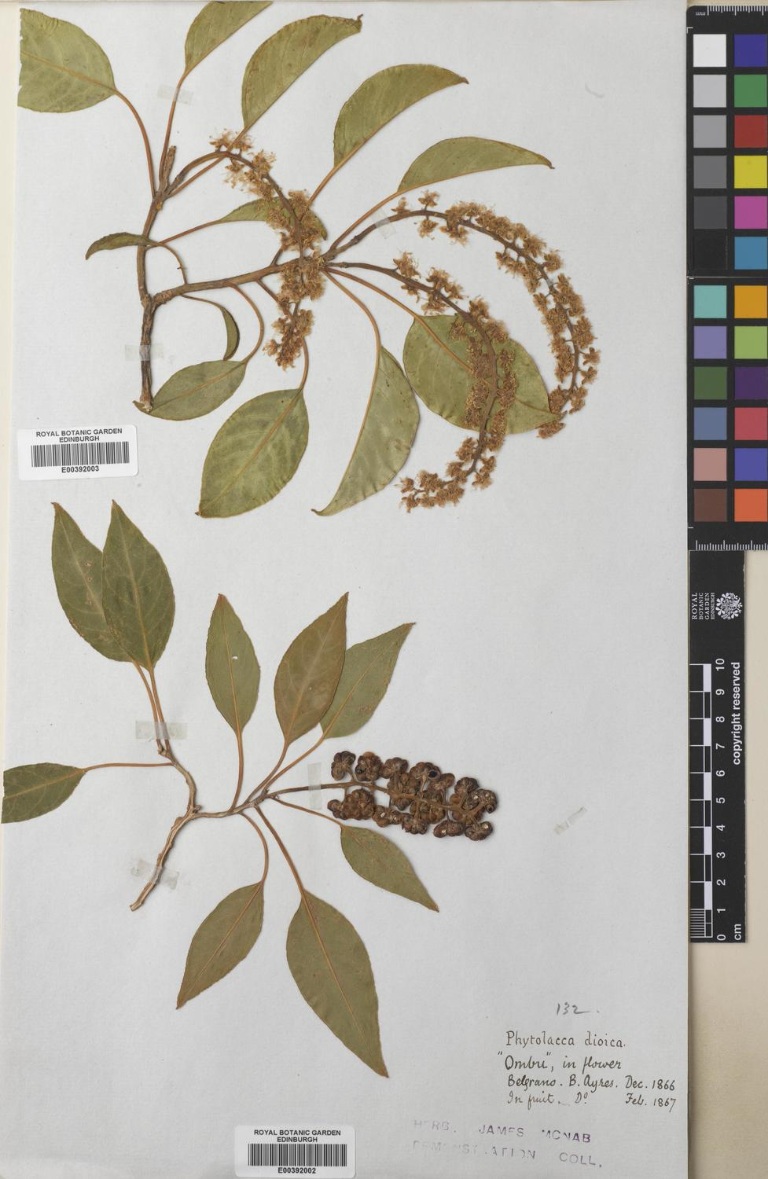 ROYAL BOTANIC GARDEN
EDINBURGH
E00392003
ROYAL
BOTANIC
GARDEN
EDINBURGH
0 1 2 3 4 5 6 7 8 9 10
cm
copyright reserved
132.
Phytolacca dioica.
"Ombú", in flower
Belgrano. B. Ayres. Dec. 1866
In fruit. Do Feb. 1867
HERB. JAMES MCNAB
DEMONSTRATION COLL.
ROYAL BOTANIC GARDEN
EDINBURGH
E00392002